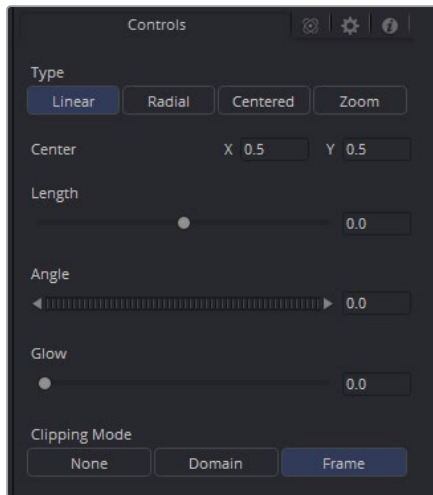 Controls
Type
Linear Radial Centered Zoom
Center X 0.5 Y 0.5
Length
0.0
Angle
0.0
Glow
0.0
Clipping Mode
None Domain Frame